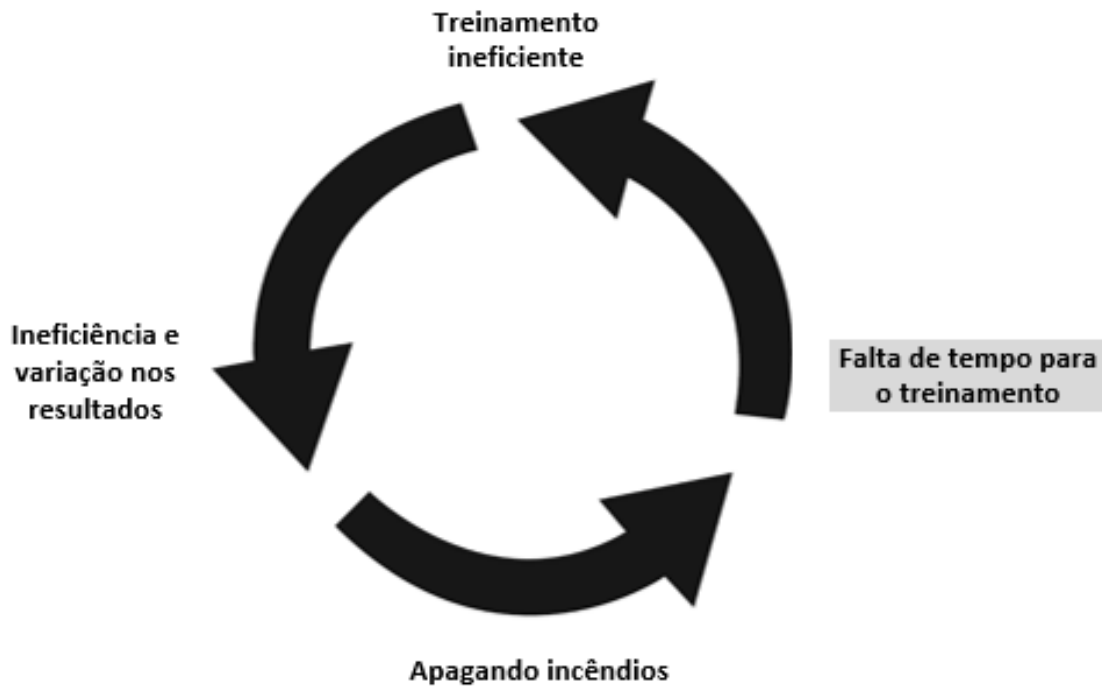 Treinamento
ineficiente
Ineficiência e
variação nos
resultados
Falta de tempo para
o treinamento
Apagando incêndios